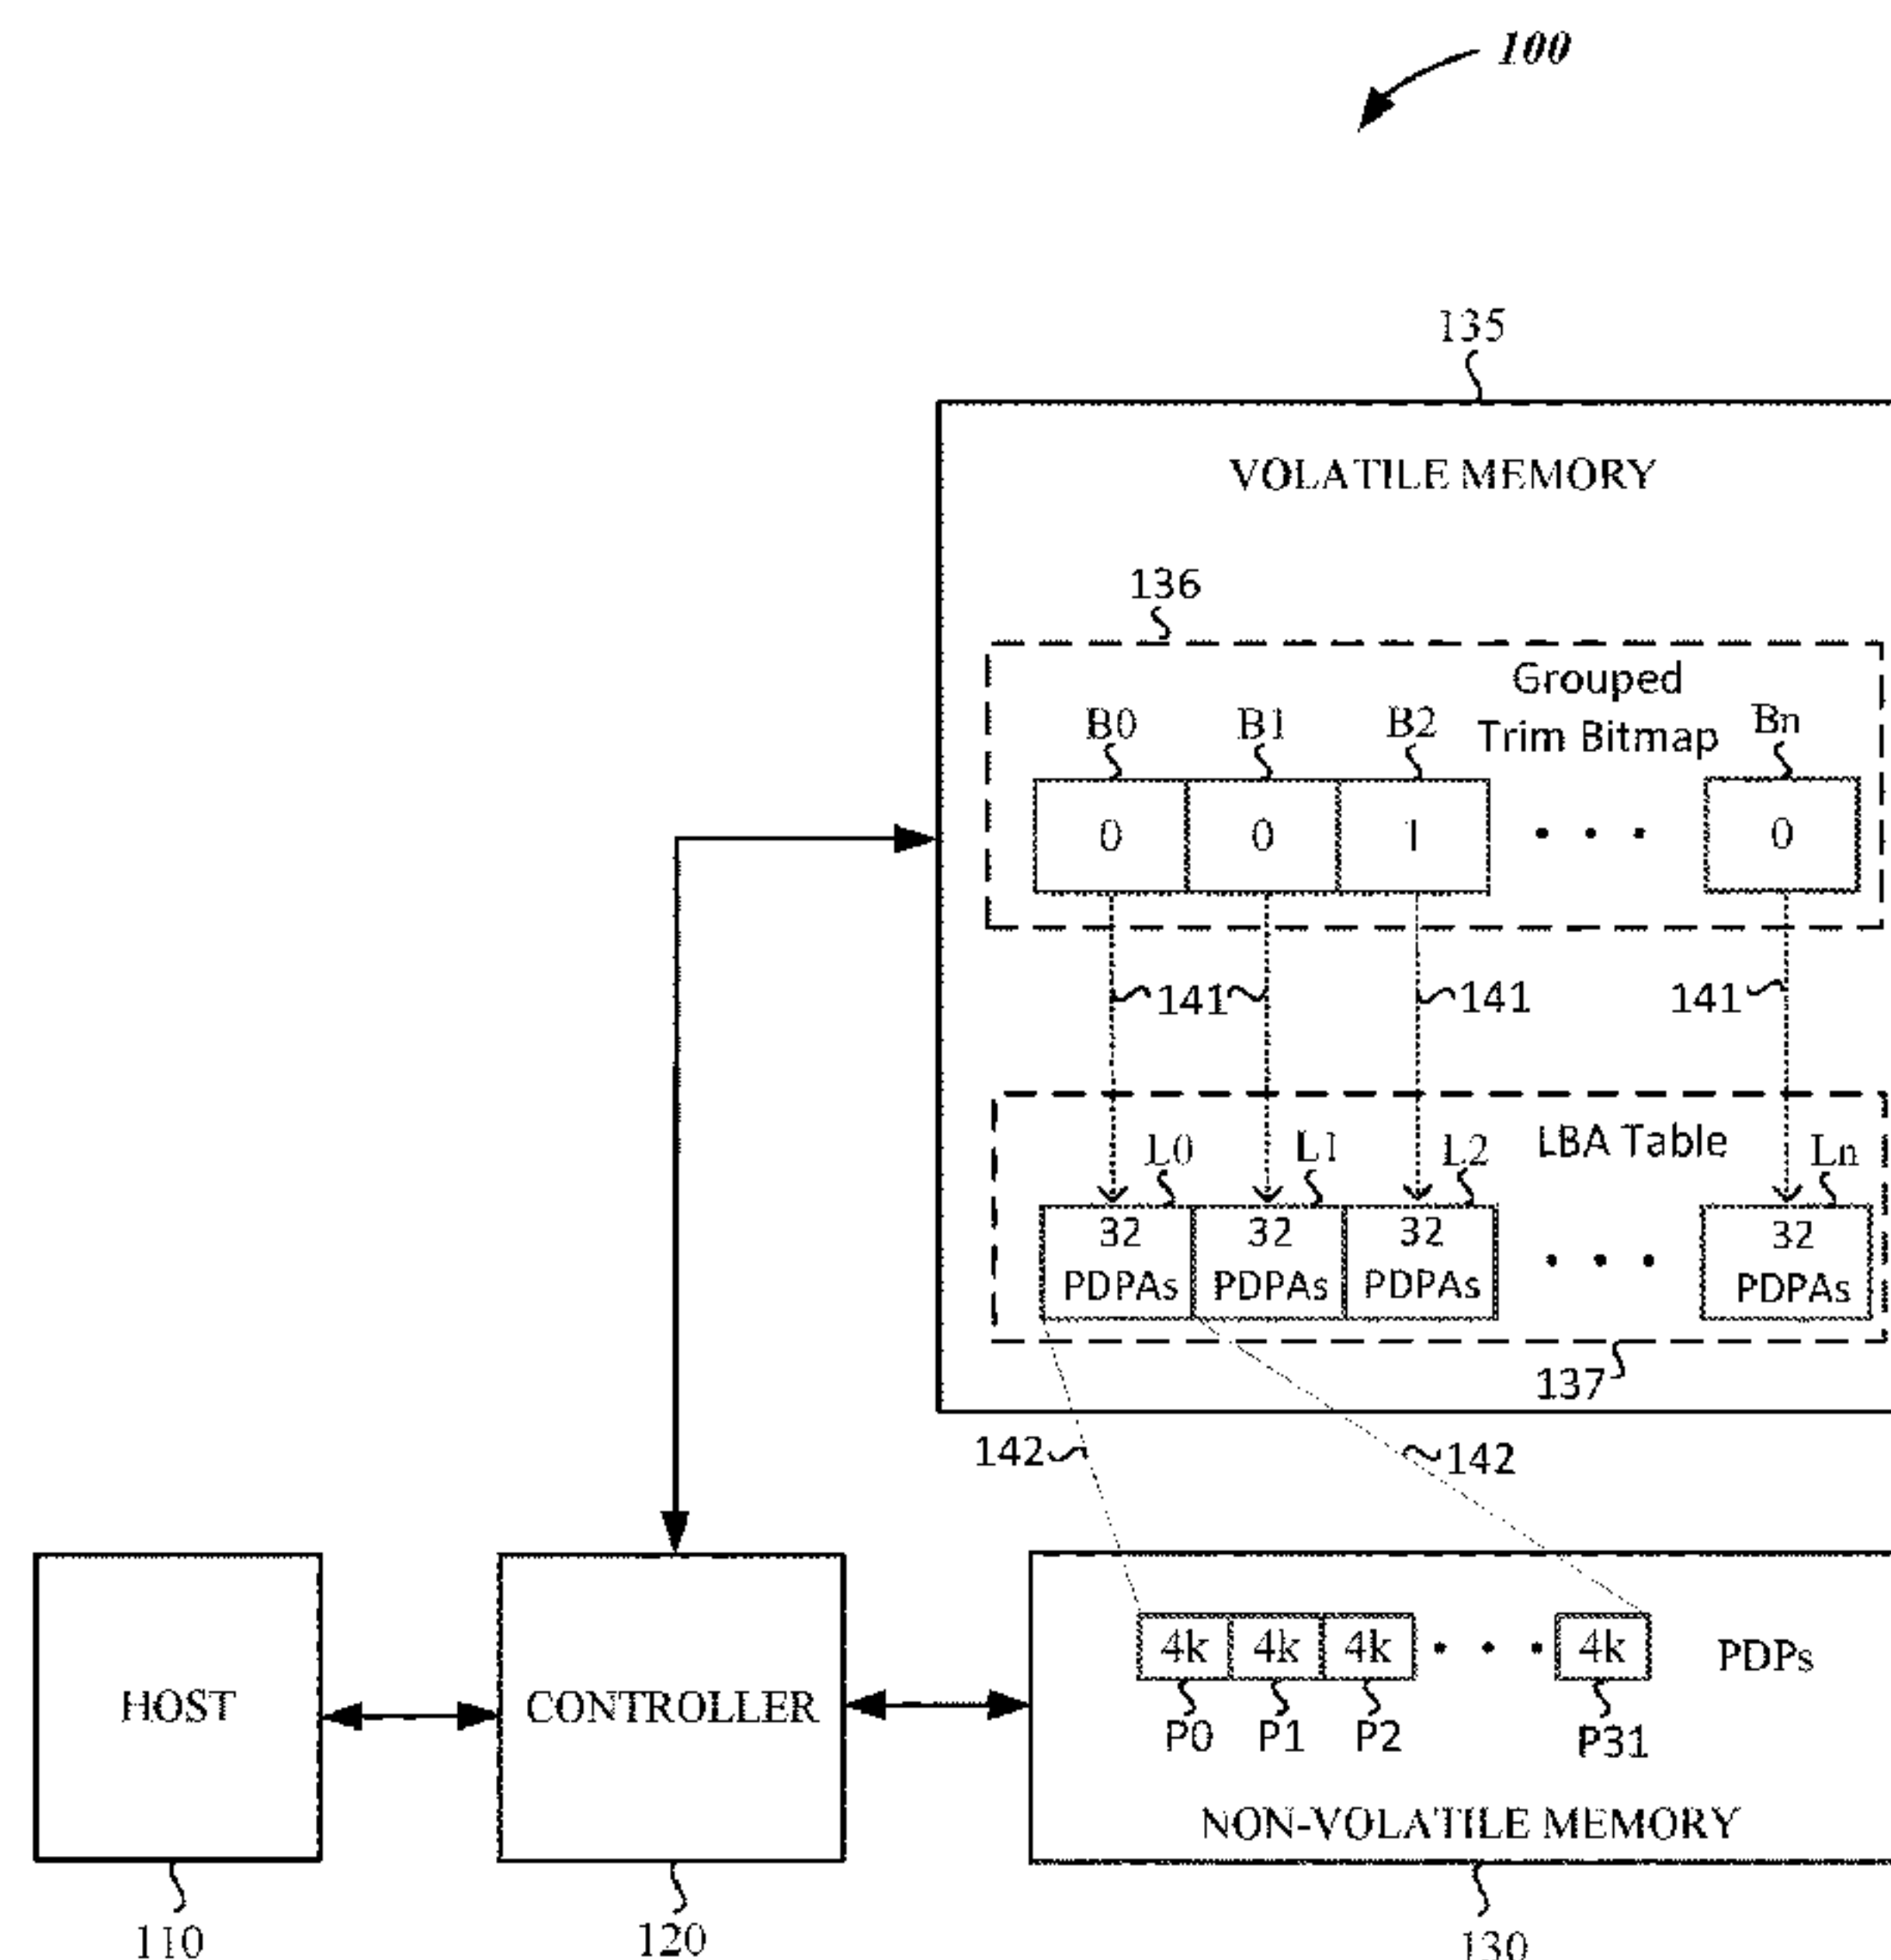 100
135
VOLATILE MEMORY
136
Grouped
Trim Bitmap
B0 B1 B2 Bn
0 0 1 • • • 0
141 141 141
L0 L1 L2 LBA Table Ln
32 32 32 • • • 32
PDPAs PDPAs PDPAs PDPAs
137
142 142
HOST
CONTROLLER
4k 4k 4k • • • 4k PDPs
P0 P1 P2 P31
NON-VOLATILE MEMORY
110 120 130